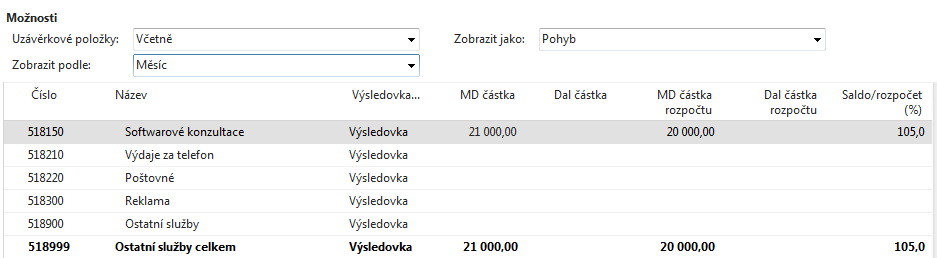 Možnosti
Uzávěrkové položky: Včetně Zobrazit jako: Pohyb
Zobrazit podle: Měsíc
Číslo Název Výsledovka... MD částka Dal částka MD částka rozpočtu Dal částka rozpočtu Saldo/rozpočet (%)
518150 Softwarové konzultace Výsledovka 21 000,00 20 000,00 105,0
518210 Výdaje za telefon Výsledovka
518220 Poštovné Výsledovka
518300 Reklama Výsledovka
518900 Ostatní služby Výsledovka
518999 Ostatní služby celkem Výsledovka 21 000,00 20 000,00 105,0